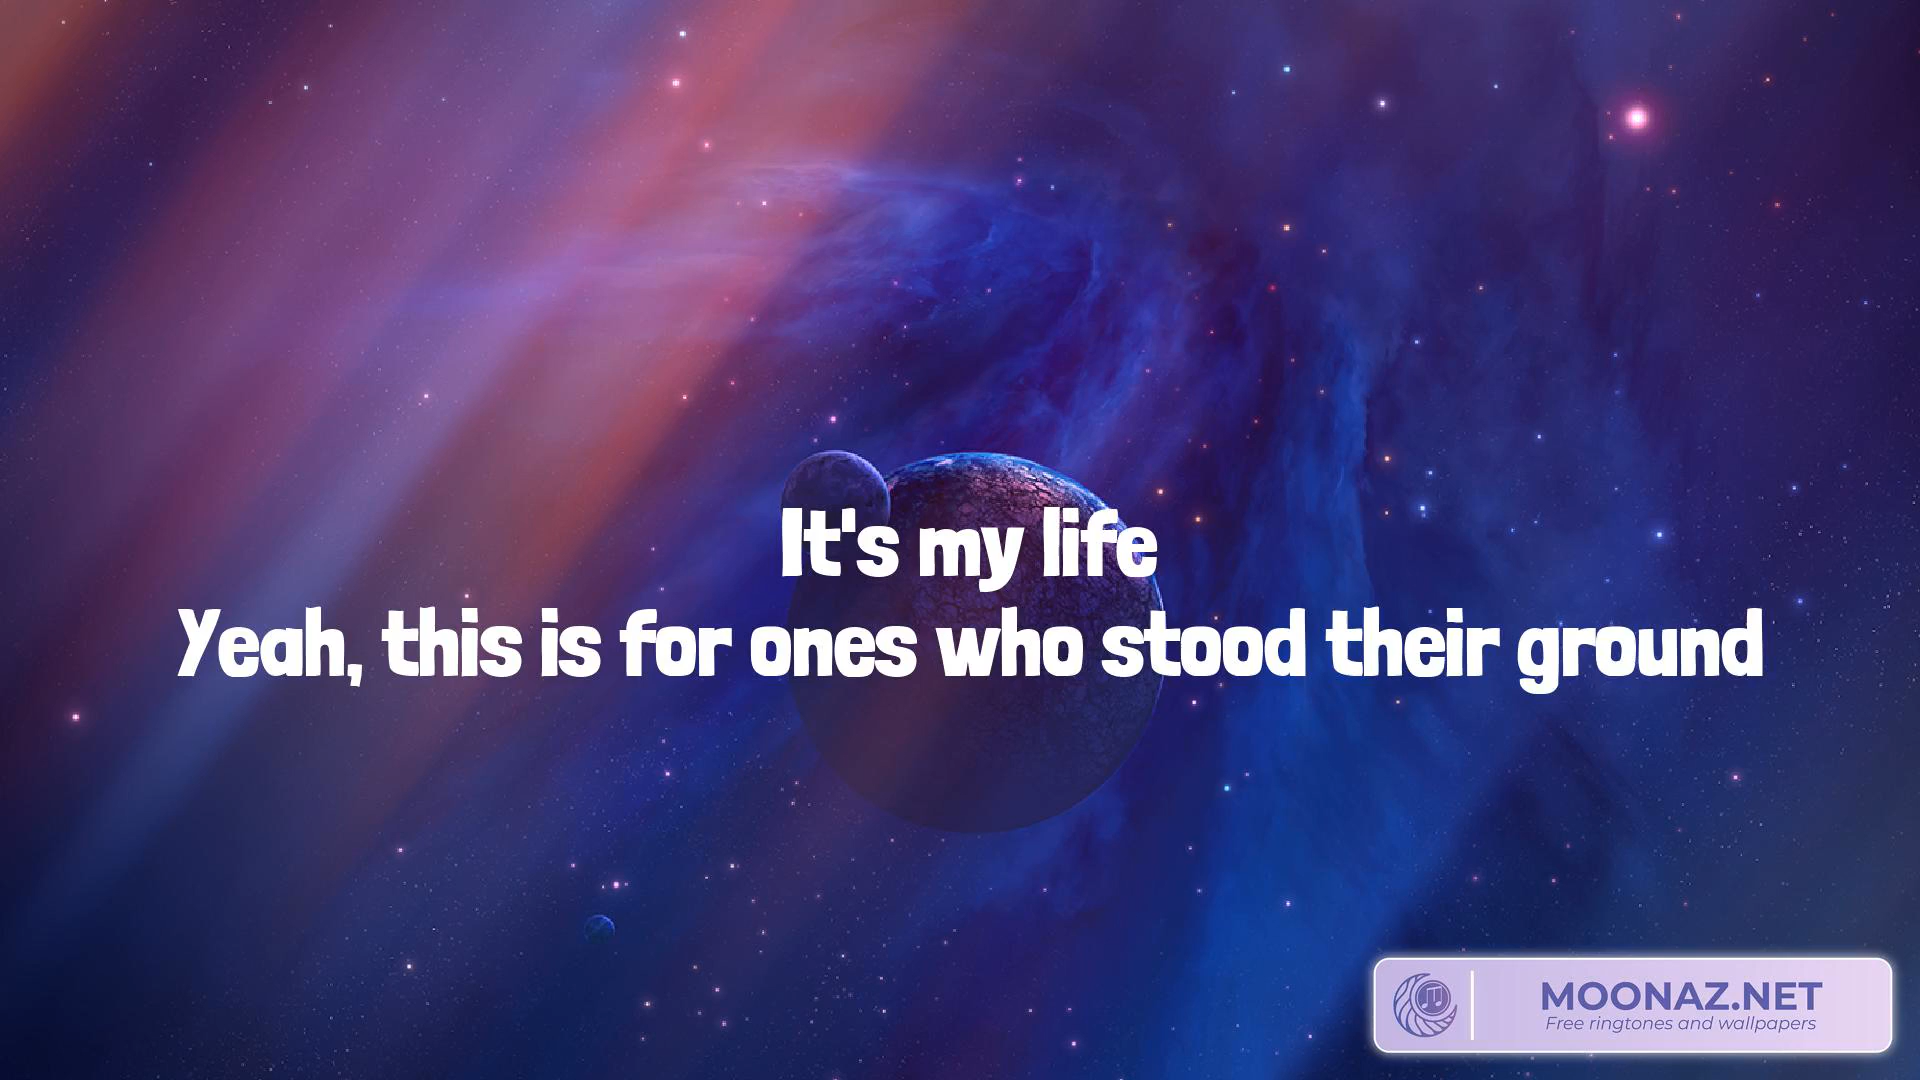 It's my life
Yeah, this is for ones who stood their ground
MOONAZ.NET
Free ringtones and wallpapers